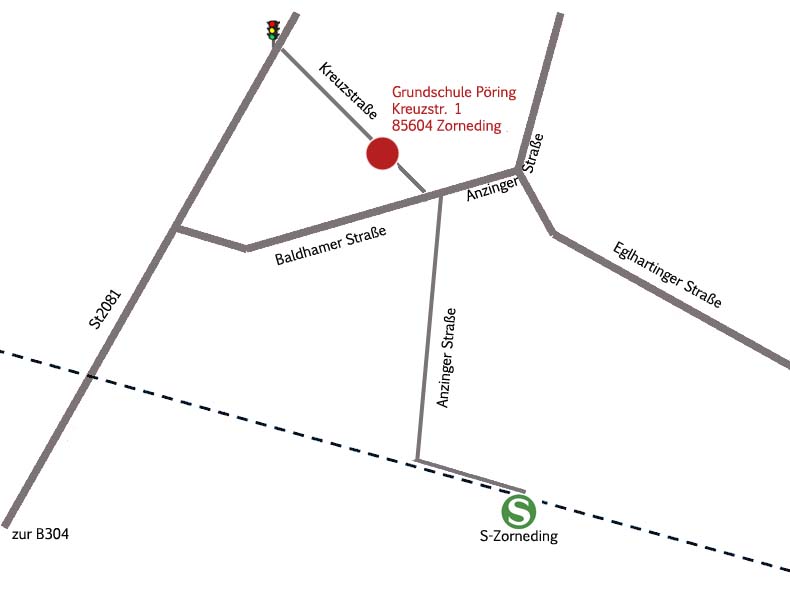 Kreuzstraße
Grundschule Pöring
Kreuzstr. 1
85604 Zorneding
Anzinger Straße
Baldhamer Straße
Eglhartinger Straße
St2081
Anzinger Straße
zur B304
S
S-Zorneding